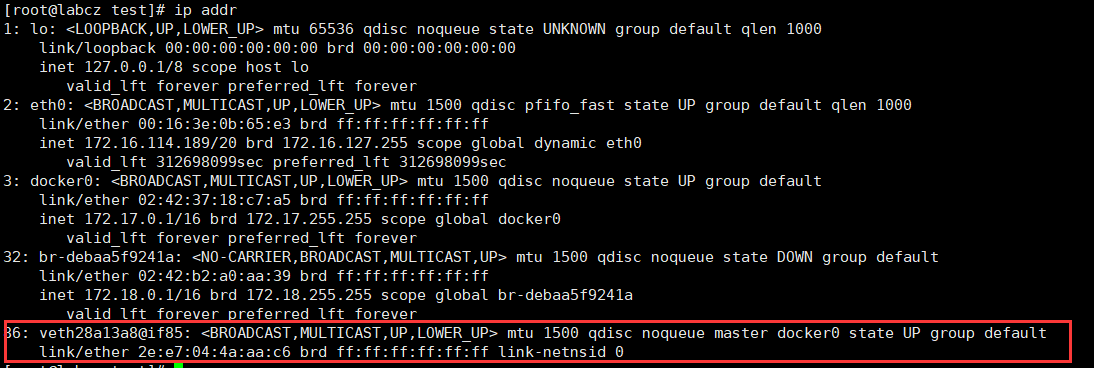 [root@labcz test]# ip addr
1: lo: <LOOPBACK,UP,LOWER_UP> mtu 65536 qdisc noqueue state UNKNOWN group default qlen 1000
    link/loopback 00:00:00:00:00:00 brd 00:00:00:00:00:00
    inet 127.0.0.1/8 scope host lo
       valid_lft forever preferred_lft forever
2: eth0: <BROADCAST,MULTICAST,UP,LOWER_UP> mtu 1500 qdisc pfifo_fast state UP group default qlen 1000
    link/ether 00:16:3e:0b:65:e3 brd ff:ff:ff:ff:ff:ff
    inet 172.16.114.189/20 brd 172.16.127.255 scope global dynamic eth0
       valid_lft 312698099sec preferred_lft 312698099sec
3: docker0: <BROADCAST,MULTICAST,UP,LOWER_UP> mtu 1500 qdisc noqueue state UP group default
    link/ether 02:42:37:18:c7:a5 brd ff:ff:ff:ff:ff:ff
    inet 172.17.0.1/16 brd 172.17.255.255 scope global docker0
       valid_lft forever preferred_lft forever
32: br-debaa5f9241a: <NO-CARRIER,BROADCAST,MULTICAST,UP> mtu 1500 qdisc noqueue state DOWN group default
    link/ether 02:42:b2:a0:aa:39 brd ff:ff:ff:ff:ff:ff
    inet 172.18.0.1/16 brd 172.18.255.255 scope global br-debaa5f9241a
       valid_lft forever preferred_lft forever
86: veth28a13a8@if85: <BROADCAST,MULTICAST,UP,LOWER_UP> mtu 1500 qdisc noqueue master docker0 state UP group default
    link/ether 2e:e7:04:4a:aa:c6 brd ff:ff:ff:ff:ff:ff link-netnsid 0
[root@labcz test]#